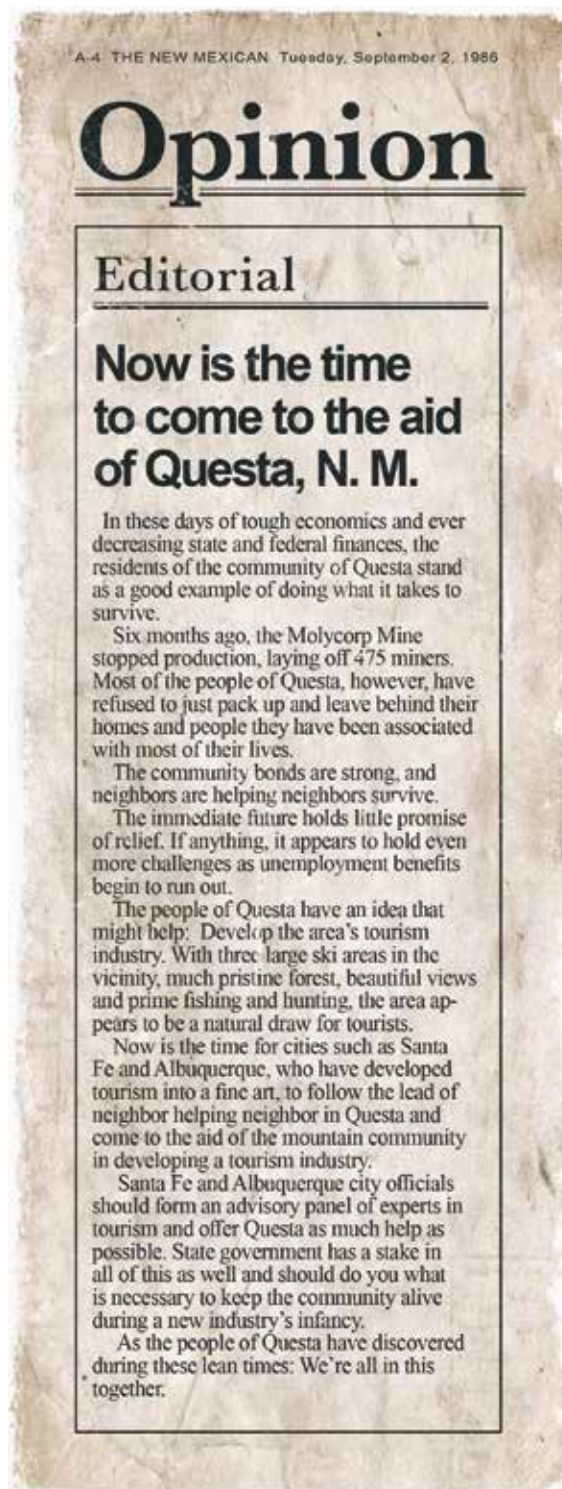 A-4 THE NEW MEXICAN Tuesday, September 2, 1986
Opinion
Editorial
Now is the time
to come to the aid
of Questa, N. M.
In these days of tough economics and ever
decreasing state and federal finances, the
residents of the community of Questa stand
as a good example of doing what it takes to
survive.
Six months ago, the Molycorp Mine
stopped production, laying off 475 miners.
Most of the people of Questa, however, have
refused to just pack up and leave behind their
homes and people they have been associated
with most of their lives.
The community bonds are strong, and
neighbors are helping neighbors survive.
The immediate future holds little promise
of relief. If anything, it appears to hold even
more challenges as unemployment benefits
begin to run out.
The people of Questa have an idea that
might help: Develop the area's tourism
industry. With three large ski areas in the
vicinity, much pristine forest, beautiful views
and prime fishing and hunting, the area ap-
pears to be a natural draw for tourists.
Now is the time for cities such as Santa
Fe and Albuquerque, who have developed
tourism into a fine art, to follow the lead of
neighbor helping neighbor in Questa and
come to the aid of the mountain community
in developing a tourism industry.
Santa Fe and Albuquerque city officials
should form an advisory panel of experts in
tourism and offer Questa as much help as
possible. State government has a stake in
all of this as well and should do you what
is necessary to keep the community alive
during a new industry's infancy.
As the people of Questa have discovered
during these lean times: We're all in this
together.